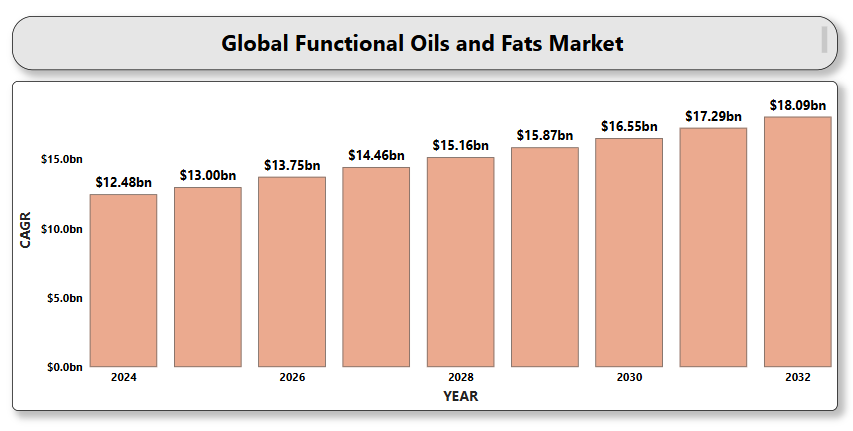 Global Functional Oils and Fats Market
$18.09bn
$17.29bn
$16.55bn
$15.87bn
$15.16bn
$14.46bn
$13.75bn
$13.00bn
$12.48bn
$15.0bn
$10.0bn
$5.0bn
$0.0bn
CAGR
2024 2026 2028 2030 2032
YEAR